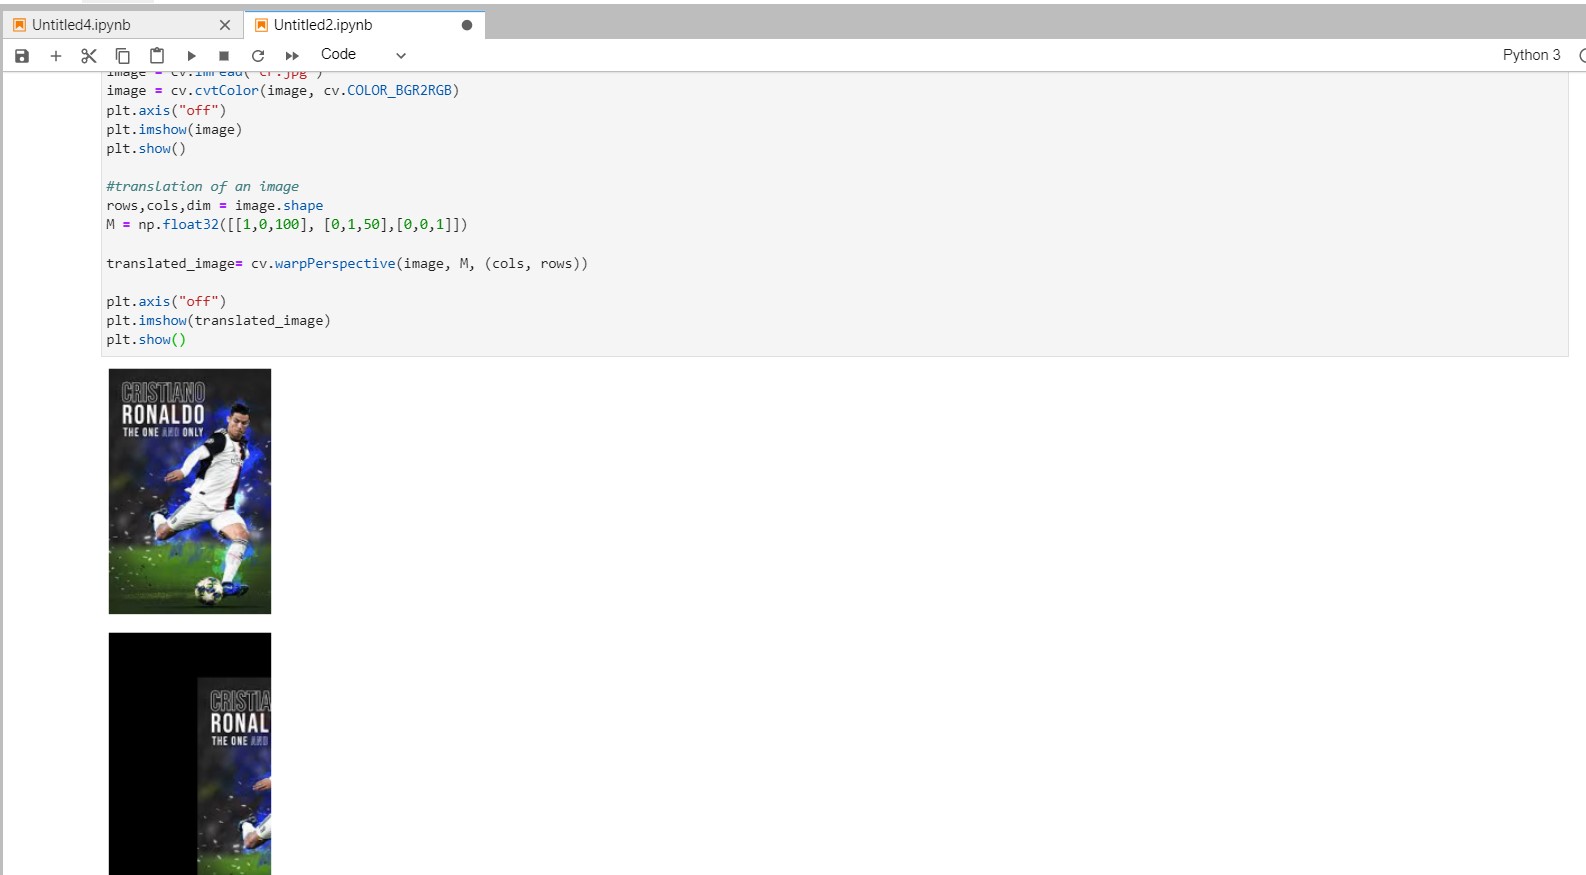 Untitled4.ipynb
Untitled2.ipynb
Code
Python 3
image = cv.imread("cr.jpg")
image = cv.cvtColor(image, cv.COLOR_BGR2RGB)
plt.axis("off")
plt.imshow(image)
plt.show()
#translation of an image
rows,cols,dim = image.shape
M = np.float32([[1,0,100], [0,1,50],[0,0,1]])
translated_image= cv.warpPerspective(image, M, (cols, rows))
plt.axis("off")
plt.imshow(translated_image)
plt.show()
CRISTIANO
RONALDO
THE ONE AND ONLY
CRISTIA
RONAL
THE ONE AND